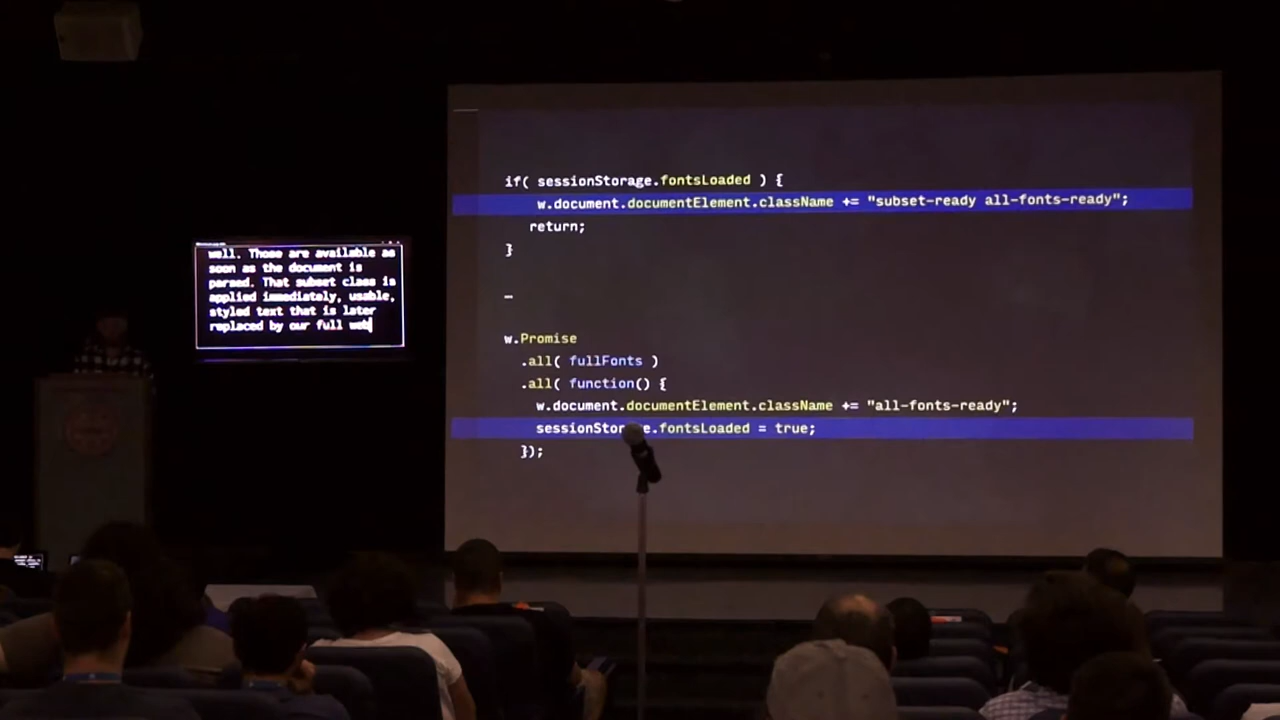 well. Those are available as
soon as the document is
parsed. That subset class is
applied immediately, usable,
styled text that is later
replaced by our full web
if( sessionStorage.fontsLoaded ) {
w.document.documentElement.className += "subset-ready all-fonts-ready";
return;
}
…
w.Promise
.all( fullFonts )
.all( function() {
w.document.documentElement.className += "all-fonts-ready";
sessionStorage.fontsLoaded = true;
});